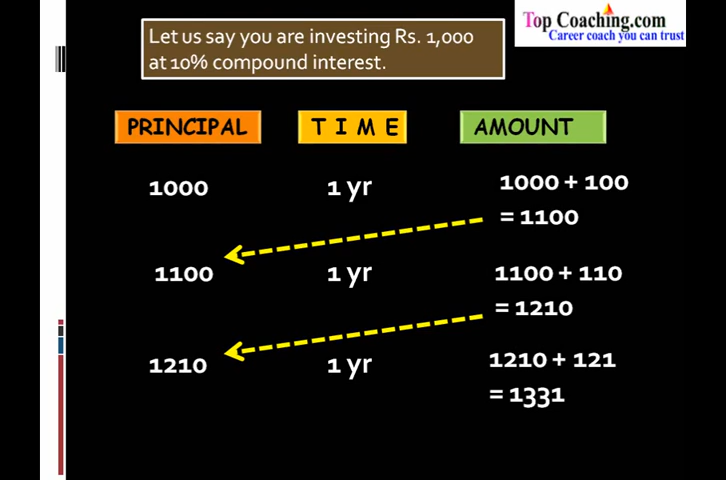 Let us say you are investing Rs. 1,000
at 10% compound interest.
Top Coaching.com
Career coach you can trust
PRINCIPAL
T I M E
AMOUNT
1000
1 yr
1000 + 100
= 1100
1100
1 yr
1100 + 110
= 1210
1210
1 yr
1210 + 121
= 1331